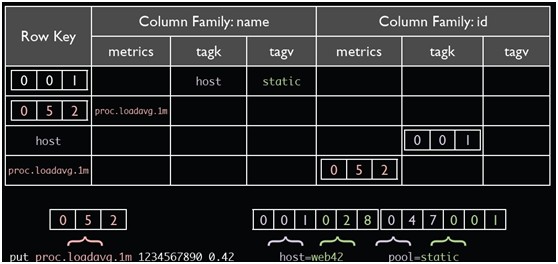 Row Key Column Family: name Column Family: id
metrics tagk tagv metrics tagk tagv
0 0 1 host static
0 5 2 proc.loadavg.1m
host 0 0 1
proc.loadavg.1m 0 5 2
0 5 2 0 0 1 0 2 8 0 4 7 0 0 1
put proc.loadavg.1m 1234567890 0.42 host=web42 pool=static